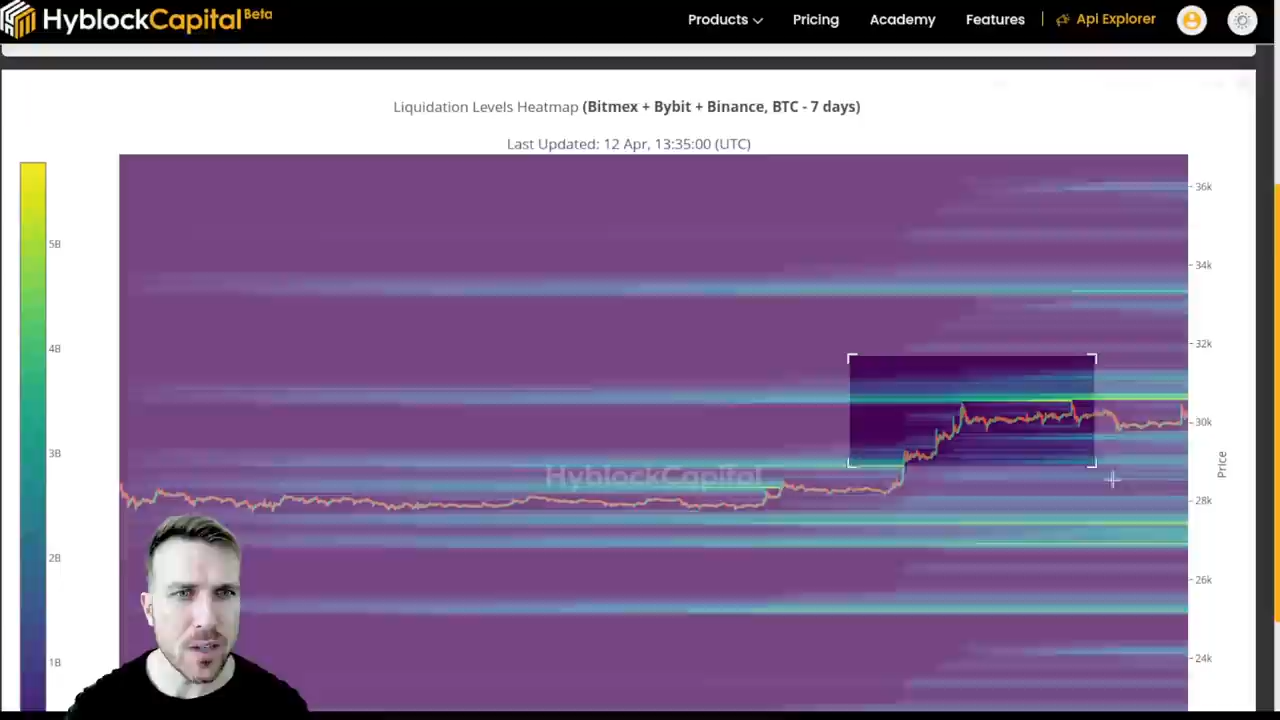 HyblockCapital Beta
Products
Pricing
Academy
Features
Api Explorer
Liquidation Levels Heatmap (Bitmex + Bybit + Binance, BTC - 7 days)
Last Updated: 12 Apr, 13:35:00 (UTC)
5B
4B
3B
2B
1B
HyblockCapital
36k
34k
32k
30k
28k
26k
24k
Price